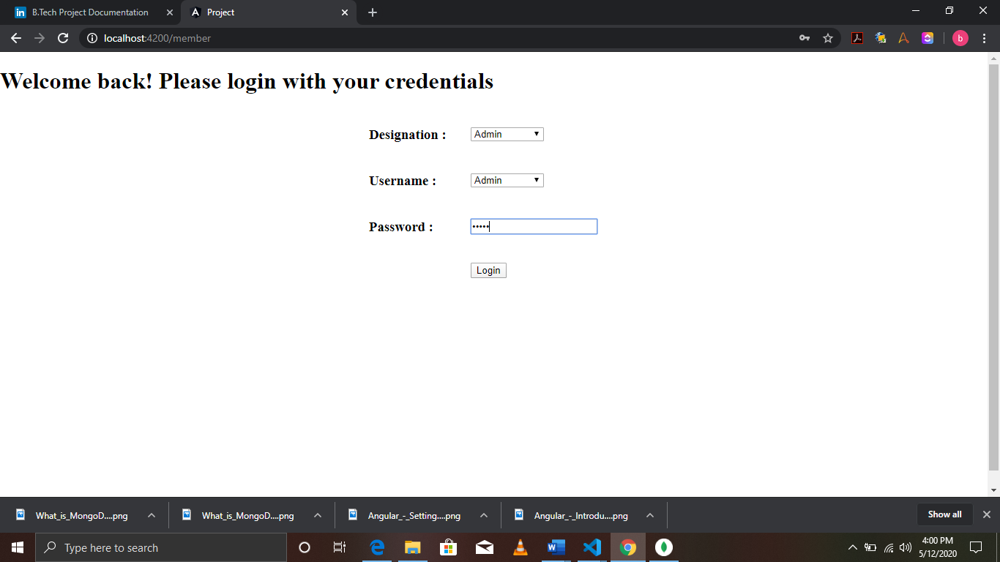 B.Tech Project Documentation
Project
localhost:4200/member
b
Welcome back! Please login with your credentials
Designation : Admin
Username : Admin
Password : •••••
Login
What_is_MongoD....png
What_is_MongoD....png
Angular_-_Setting....png
Angular_-_Introdu....png
Show all
Type here to search
4:00 PM
5/12/2020